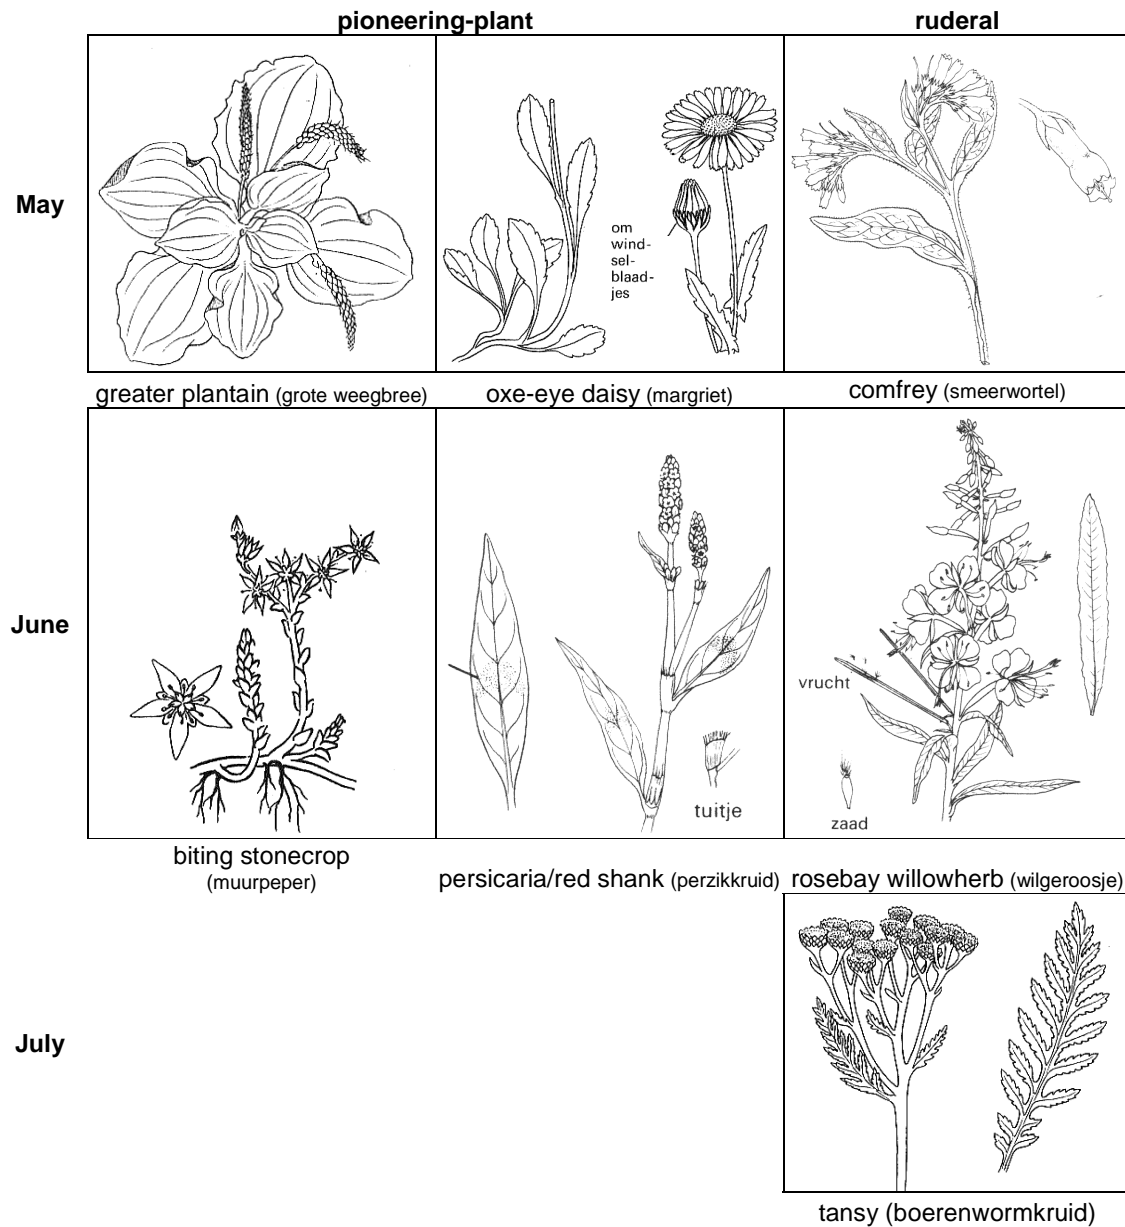 pioneering-plant
ruderal
May
om
wind-
sel-
blaad-
jes
greater plantain (grote weegbree)
oxe-eye daisy (margriet)
comfrey (smeerwortel)
June
vrucht
tuitje
zaad
biting stonecrop
(muurpeper)
persicaria/red shank (perzikkruid)
rosebay willowherb (wilgeroosje)
July
tansy (boerenwormkruid)